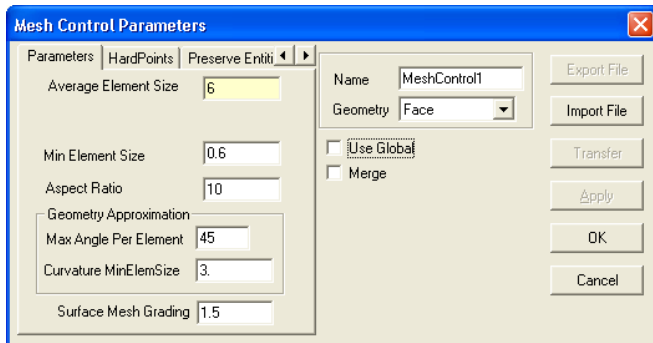 Mesh Control Parameters
Parameters HardPoints Preserve Entiti
Average Element Size 6
Min Element Size 0.6
Aspect Ratio 10
Geometry Approximation
Max Angle Per Element 45
Curvature MinElemSize 3.
Surface Mesh Grading 1.5
Name MeshControl1
Geometry Face
Use Global
Merge
Export File
Import File
Transfer
Apply
OK
Cancel